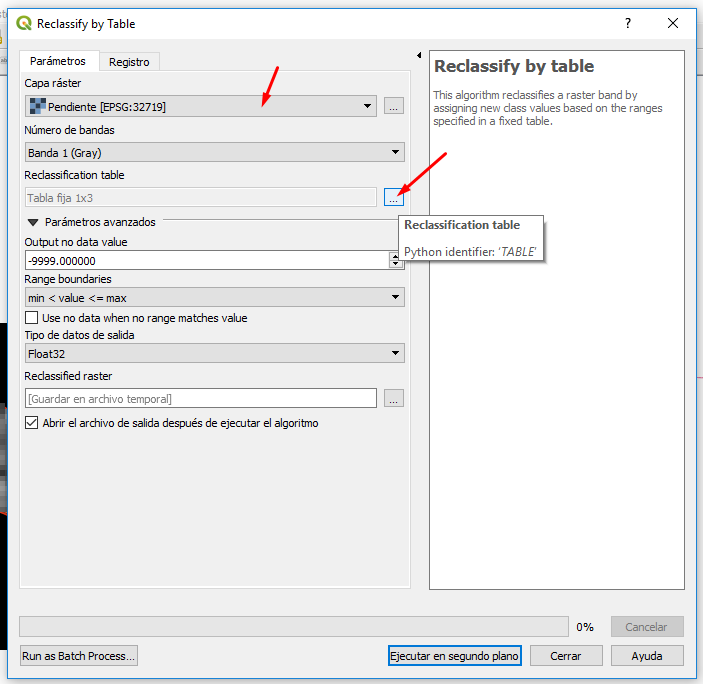 Reclassify by Table
?
Parámetros
Registro
Capa ráster
Pendiente [EPSG:32719]
...
Número de bandas
Banda 1 (Gray)
Reclassification table
Tabla fija 1x3
...
Parámetros avanzados
Output no data value
-9999.000000
Range boundaries
min < value <= max
Use no data when no range matches value
Tipo de datos de salida
Float32
Reclassified raster
[Guardar en archivo temporal]
...
Abrir el archivo de salida después de ejecutar el algoritmo
Reclassification table
Python identifier: 'TABLE'
Reclassify by table
This algorithm reclassifies a raster band by
assigning new class values based on the ranges
specified in a fixed table.
0%
Cancelar
Run as Batch Process...
Ejecutar en segundo plano
Cerrar
Ayuda